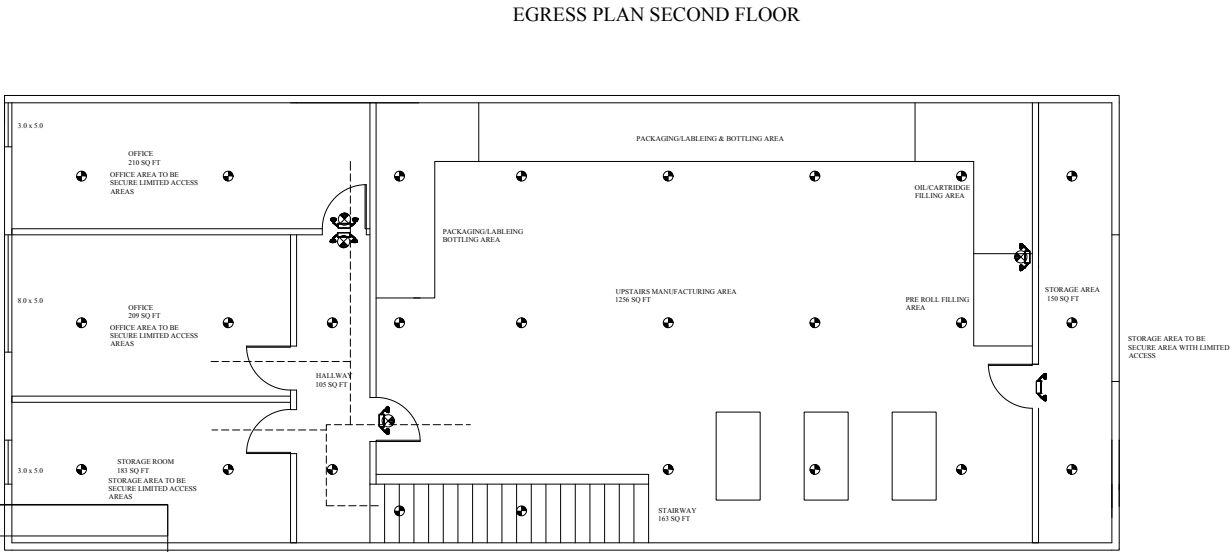 EGRESS PLAN SECOND FLOOR
3.0 x 5.0
OFFICE
210 SQ FT
OFFICE AREA TO BE
SECURE LIMITED ACCESS
AREAS
PACKAGING/LABLEING & BOTTLING AREA
OIL/CARTRIDGE
FILLING AREA
PACKAGING/LABLEING
BOTTLING AREA
8.0 x 5.0
OFFICE
209 SQ FT
OFFICE AREA TO BE
SECURE LIMITED ACCESS
AREAS
UPSTAIRS MANUFACTURING AREA
1256 SQ FT
PRE ROLL FILLING
AREA
STORAGE AREA
150 SQ FT
STORAGE AREA TO BE
SECURE AREA WITH LIMITED
ACCESS
HALLWAY
105 SQ FT
3.0 x 5.0
STORAGE ROOM
183 SQ FT
STORAGE AREA TO BE
SECURE LIMITED ACCESS
AREAS
STAIRWAY
163 SQ FT